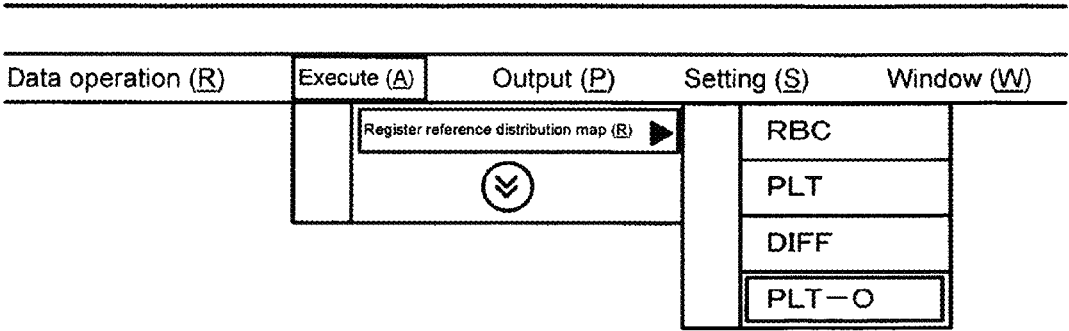 Data operation (R) Execute (A) Output (P) Setting (S) Window (W)
Register reference distribution map (R)
RBC
PLT
DIFF
PLT-O